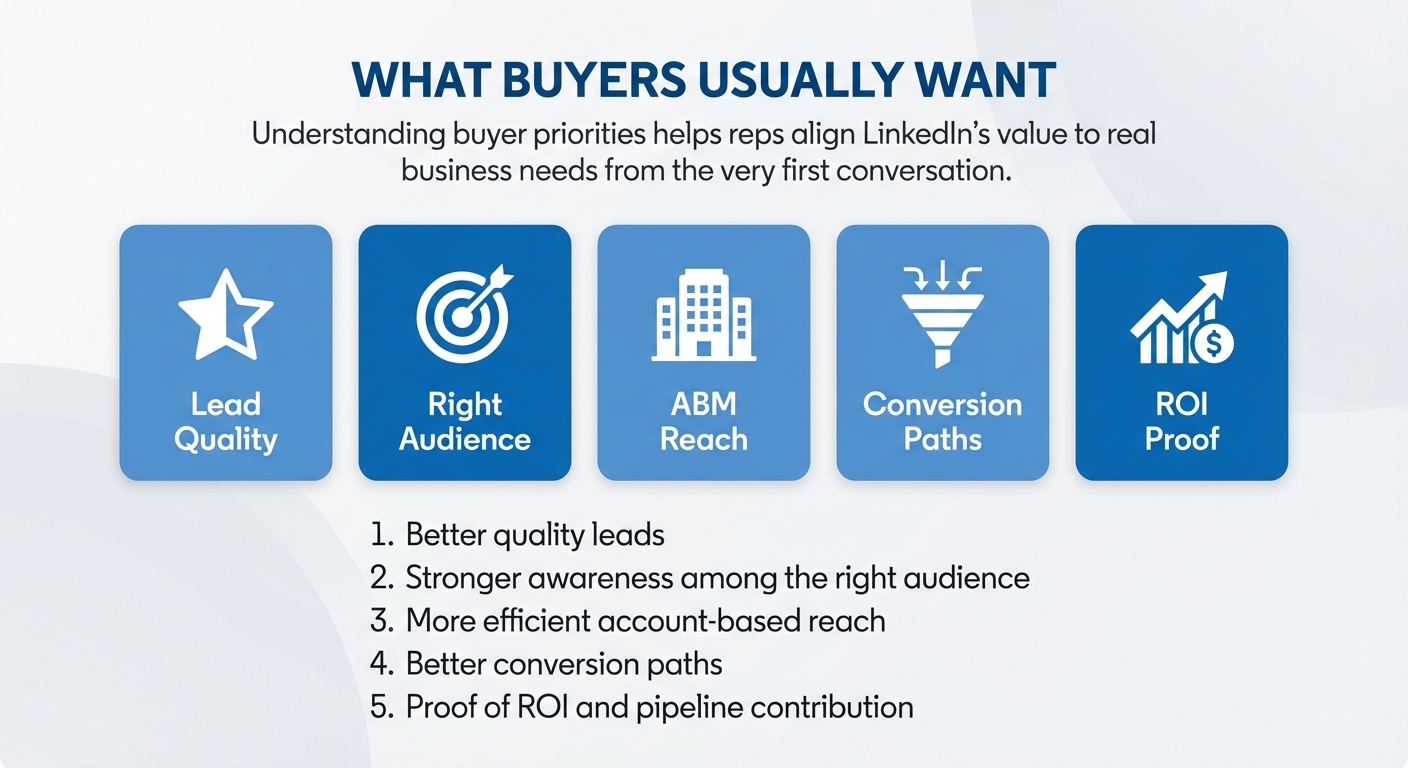 WHAT BUYERS USUALLY WANT
Understanding buyer priorities helps reps align LinkedIn's value to real
business needs from the very first conversation.
Lead
Quality
Right
Audience
ABM
Reach
Conversion
Paths
$
ROI
Proof
1. Better quality leads
2. Stronger awareness among the right audience
3. More efficient account-based reach
4. Better conversion paths
5. Proof of ROI and pipeline contribution